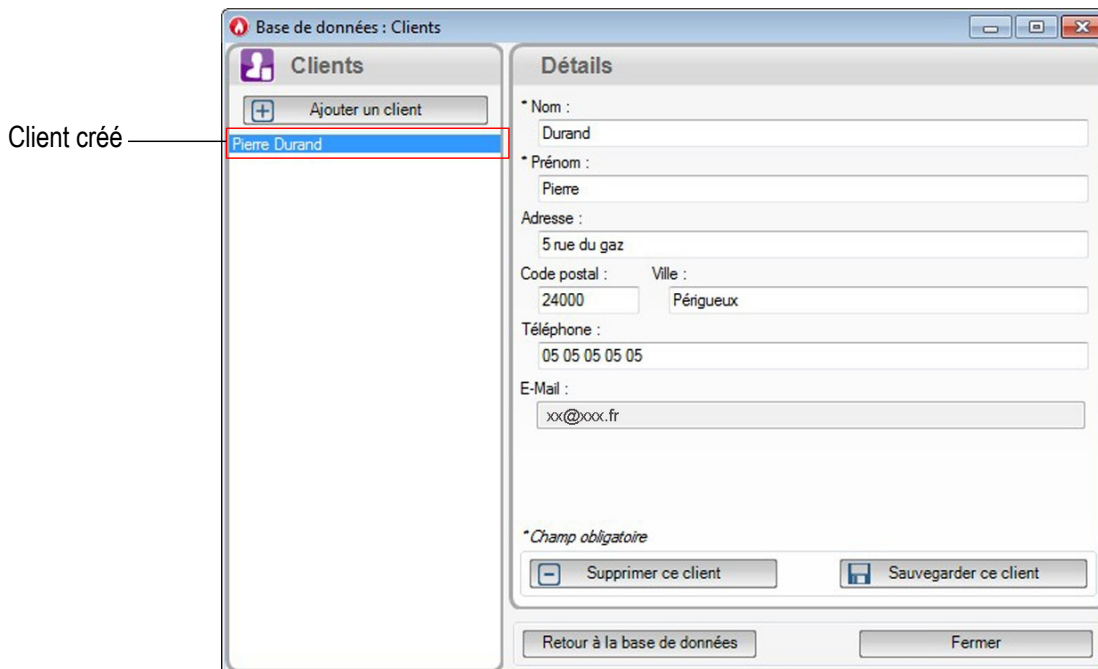 Base de données : Clients
Clients
Ajouter un client
Client créé
Pierre Durand
Détails
* Nom :
Durand
* Prénom :
Pierre
Adresse :
5 rue du gaz
Code postal : Ville :
24000 Périgueux
Téléphone :
05 05 05 05 05
E-Mail :
xx@xxx.fr
* Champ obligatoire
Supprimer ce client Sauvegarder ce client
Retour à la base de données Fermer